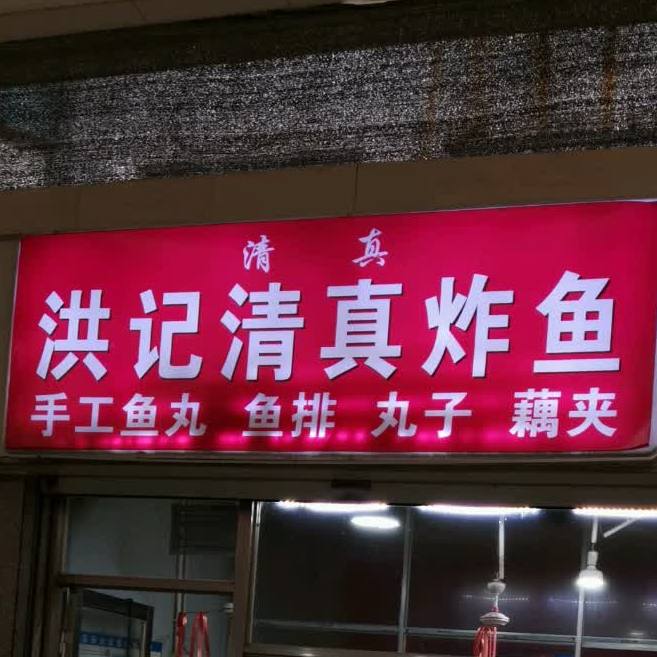 清 真
洪记清真炸鱼
手工鱼丸 鱼排 丸子 藕夹